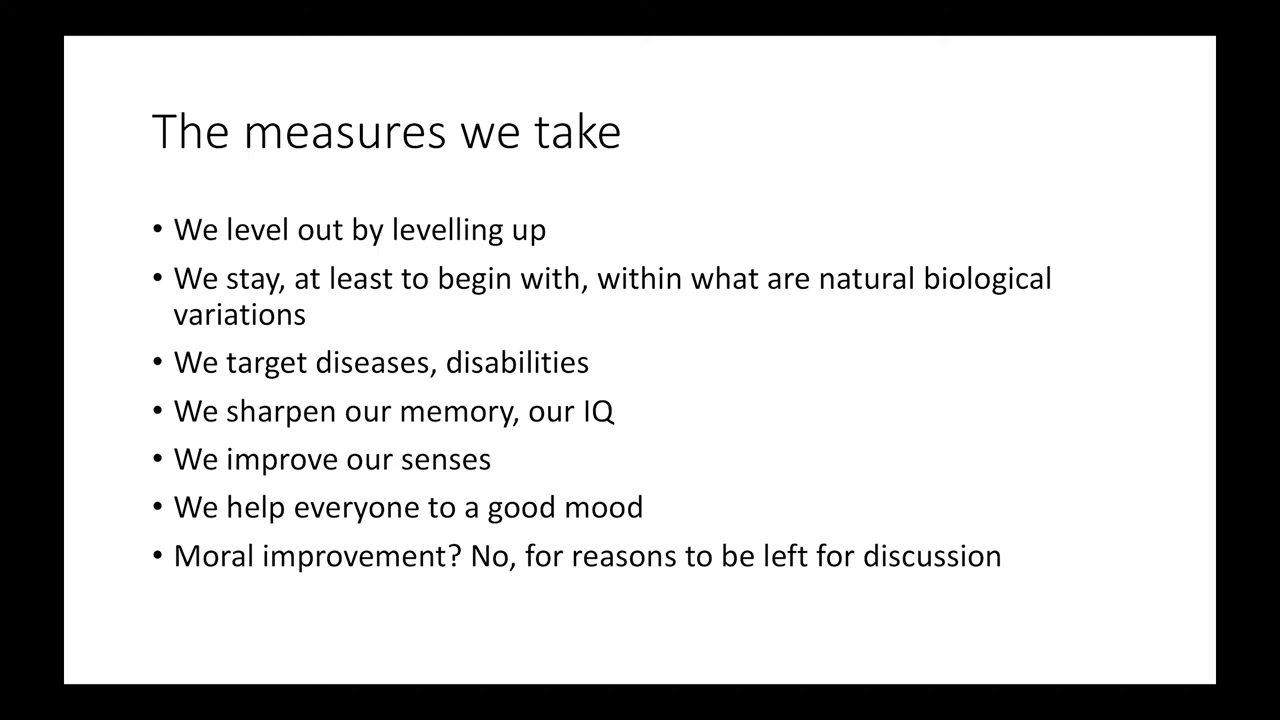 The measures we take
• We level out by levelling up
• We stay, at least to begin with, within what are natural biological
variations
• We target diseases, disabilities
• We sharpen our memory, our IQ
• We improve our senses
• We help everyone to a good mood
• Moral improvement? No, for reasons to be left for discussion